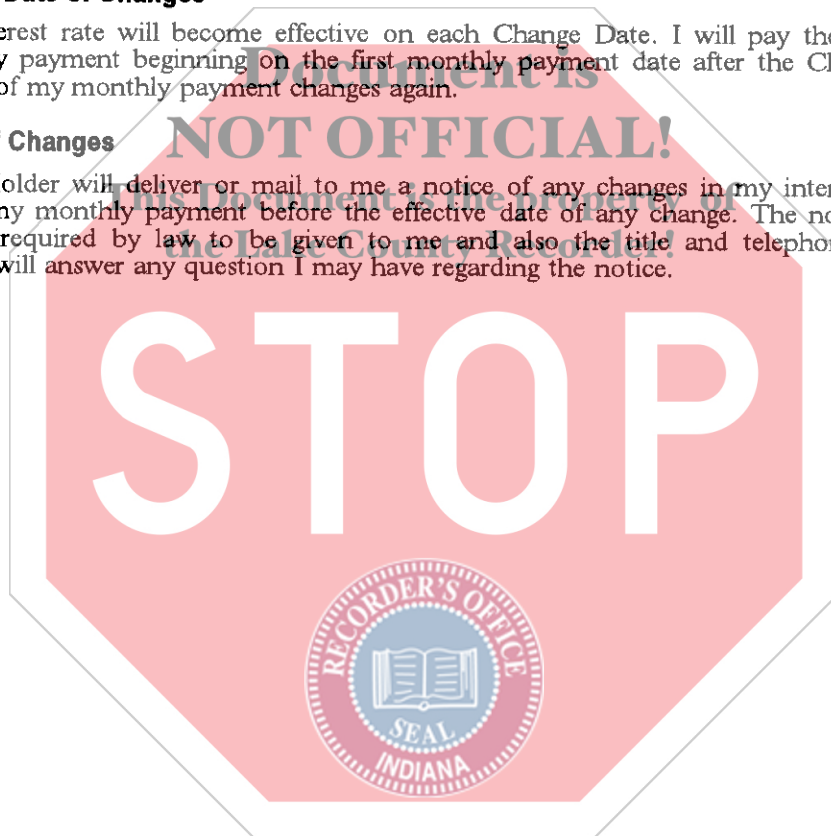 Date of Changes
erest rate will become effective on each Change Date. I will pay the
y payment beginning on the first monthly payment date after the Cl
of my monthly payment changes again.
Document is
NOT OFFICIAL!
This Document is the property of
the Lake County Recorder!
Changes
older will deliver or mail to me a notice of any changes in my inter
ny monthly payment before the effective date of any change. The no
required by law to be given to me and also the title and telephor
will answer any question I may have regarding the notice.
STOP
RECORDER'S OFFICE
SEAL
INDIANA